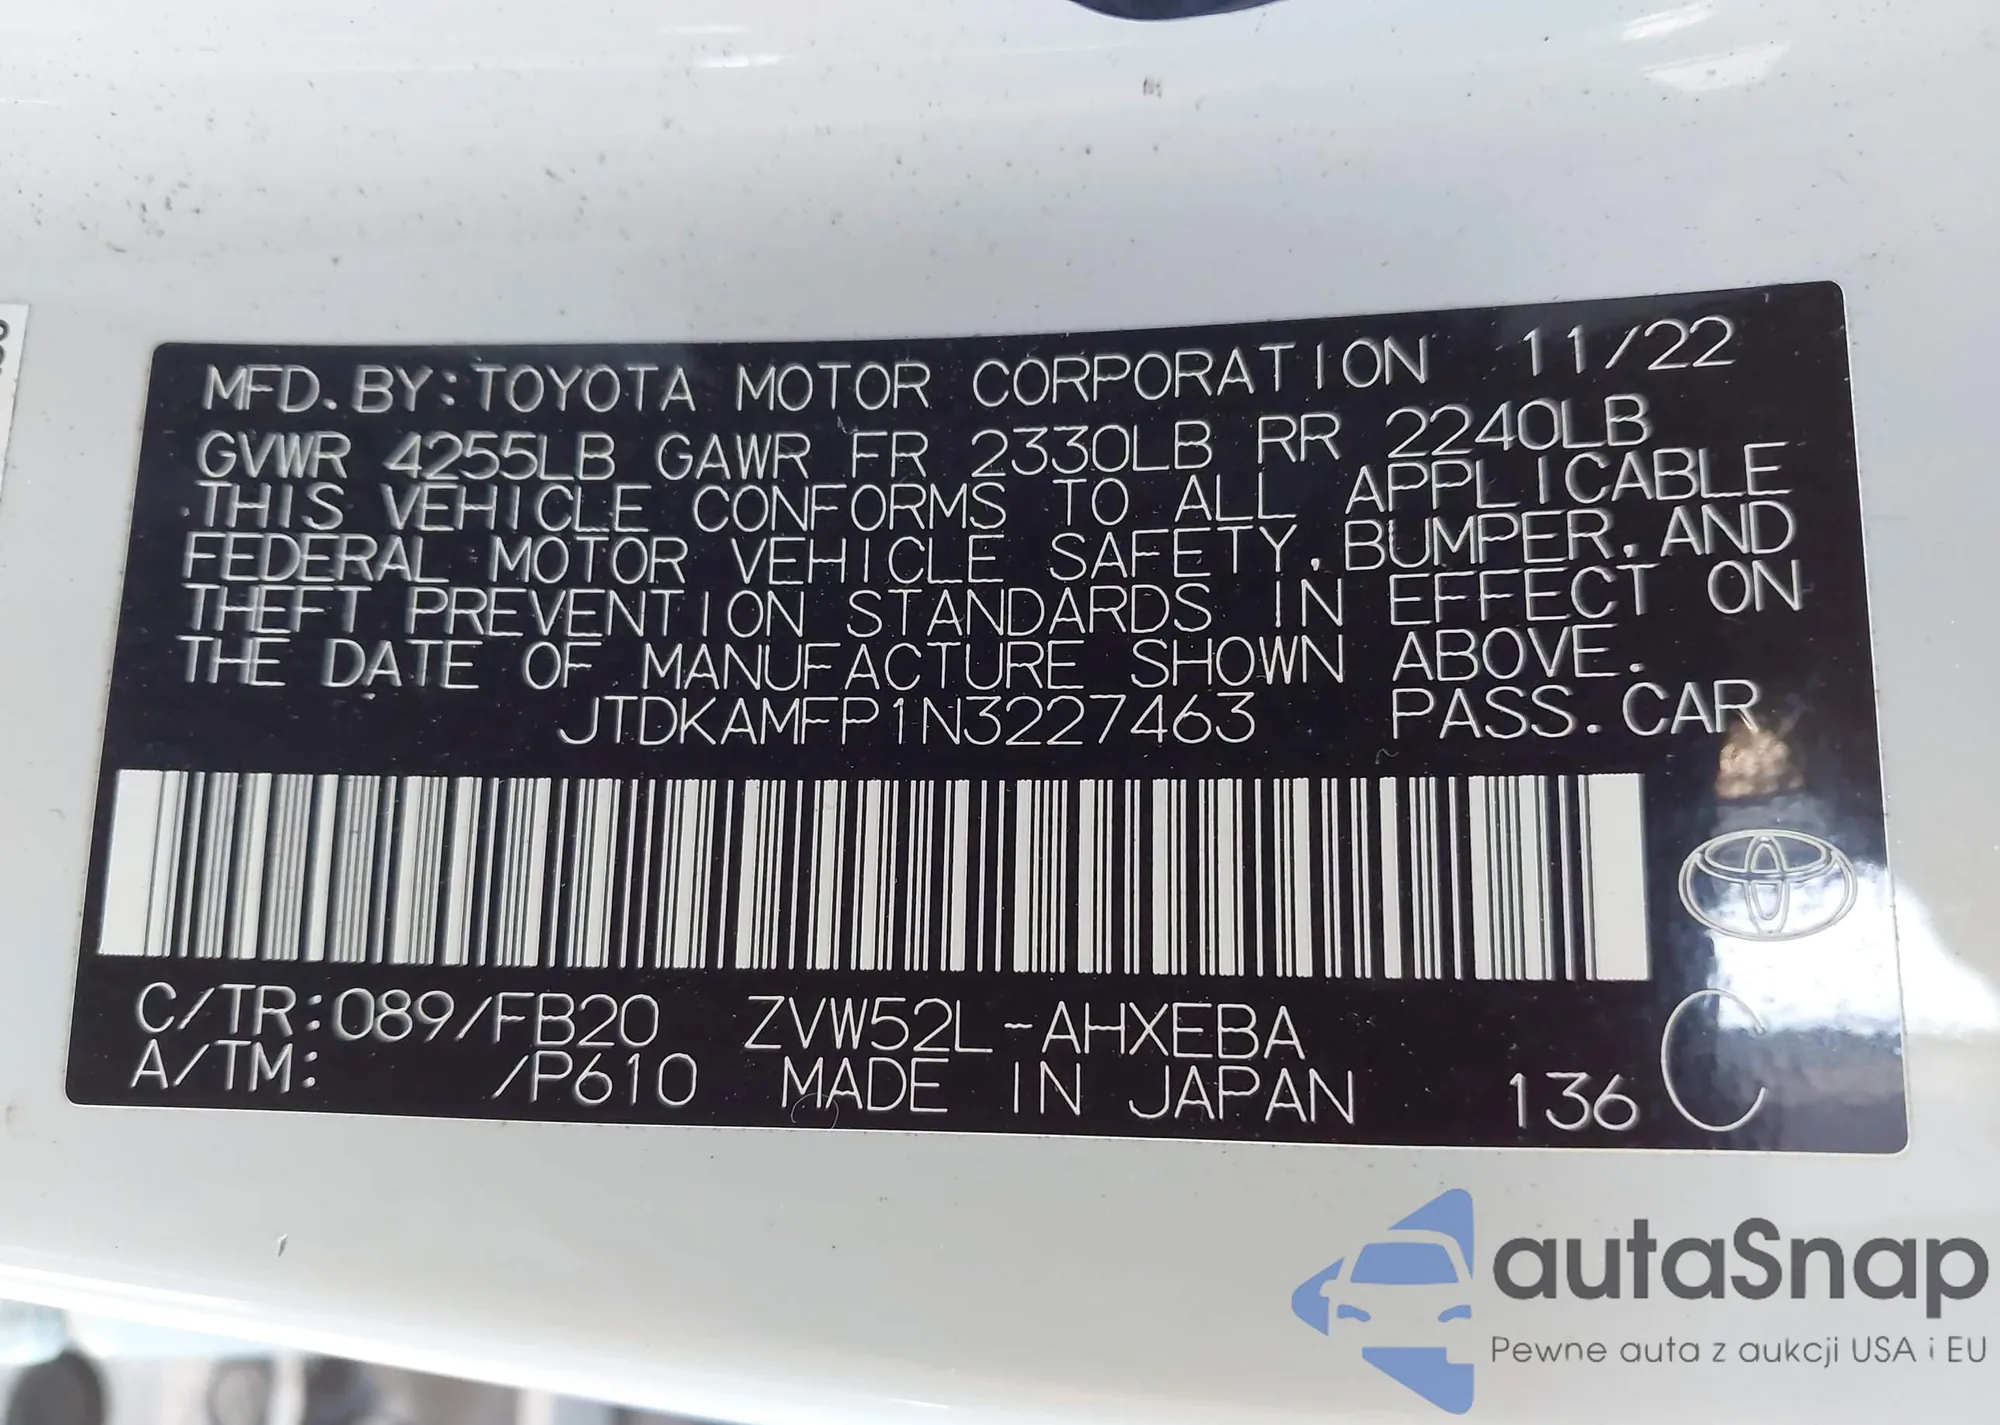 MFD. BY: TOYOTA MOTOR CORPORATION 11/22
GVWR 4255LB GAWR FR 2330LB RR 2240LB
THIS VEHICLE CONFORMS TO ALL APPLICABLE
FEDERAL MOTOR VEHICLE SAFETY, BUMPER, AND
THEFT PREVENTION STANDARDS IN EFFECT ON
THE DATE OF MANUFACTURE SHOWN ABOVE.
JTDKAMFP1N3227463 PASS. CAR
C/TR: 089/FB20 ZVW52L-AHXEBA
A/TM: /P610 MADE IN JAPAN 136 C
autaSnap
Pewne auta z aukcji USA i EU